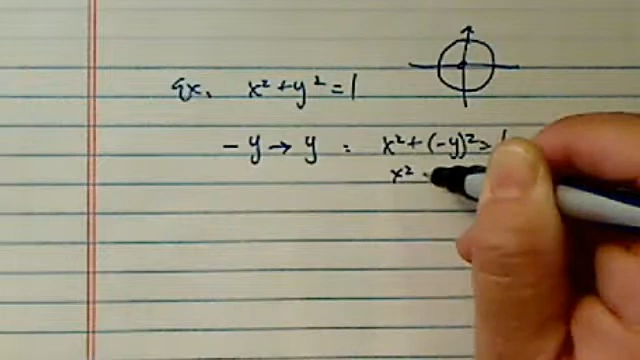 Ex. x² + y² = 1
-y → y : x² + (-y)² = 1
x²